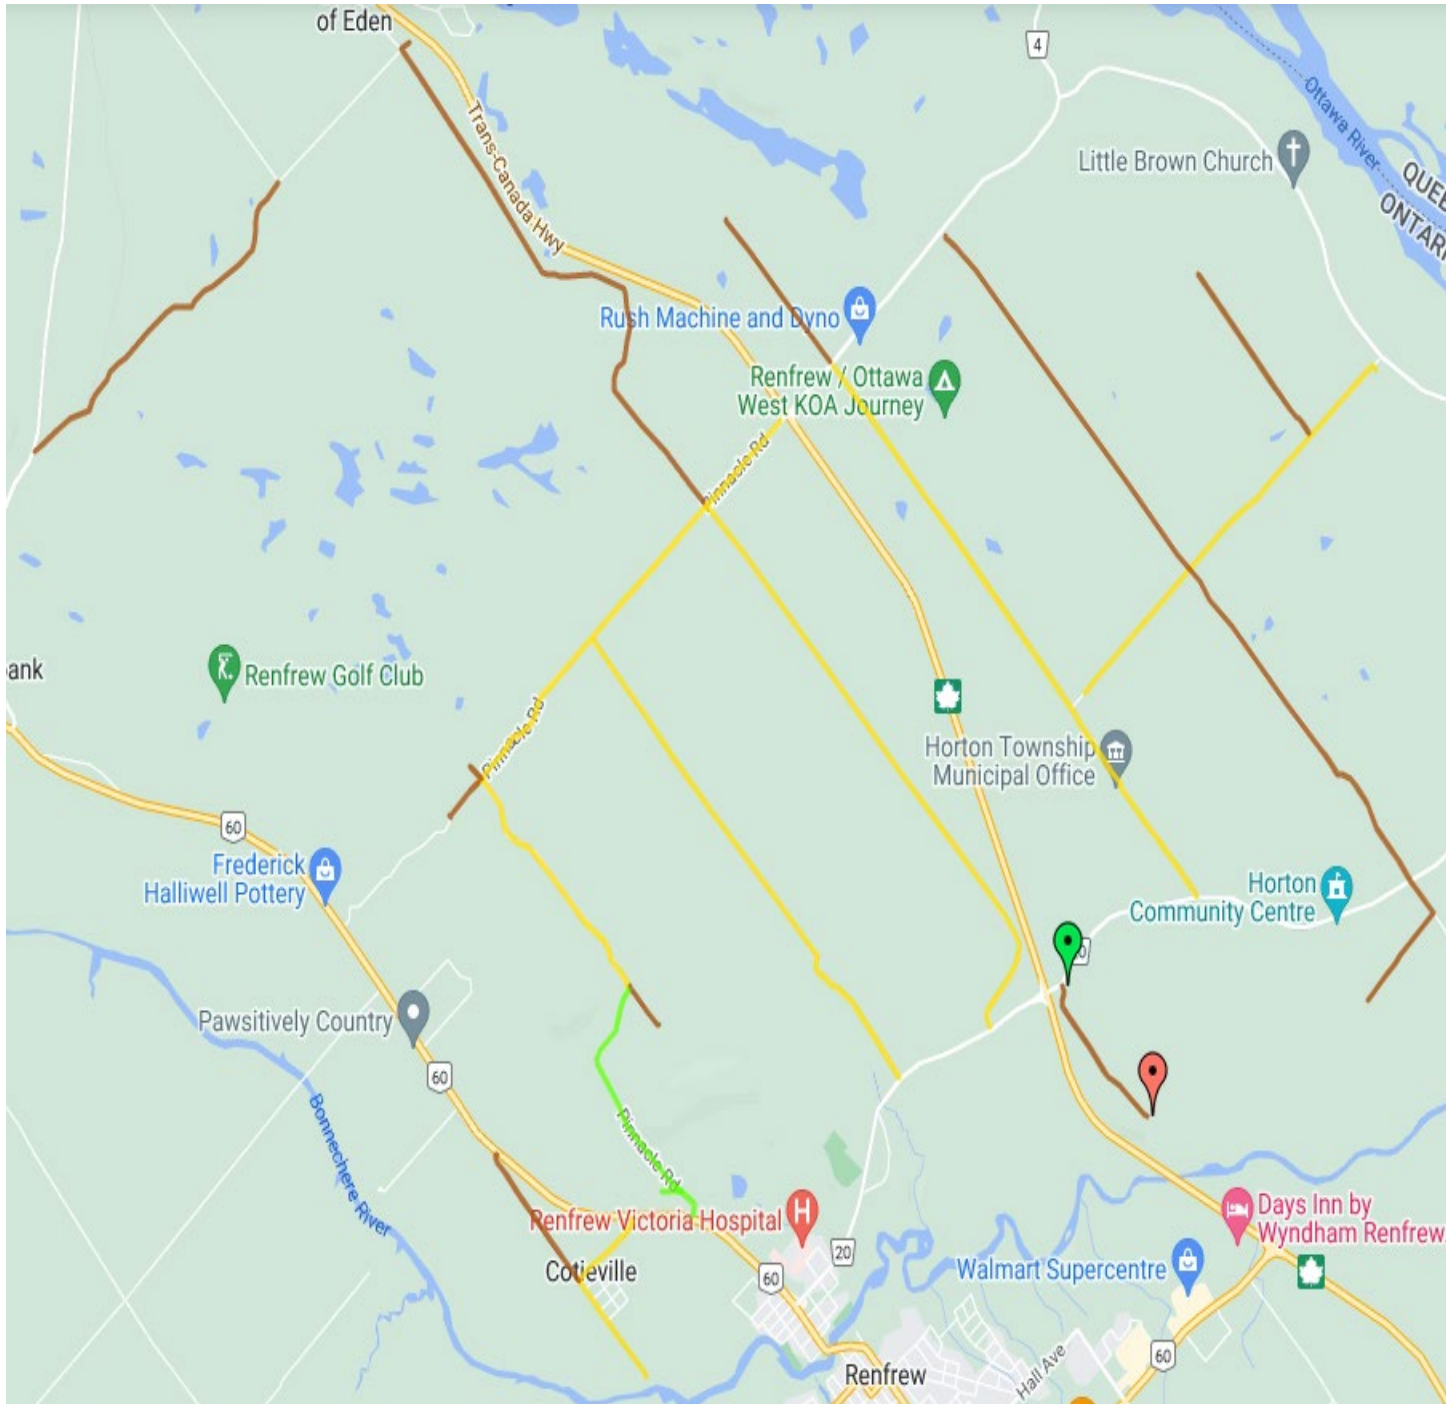 of Eden
4
Ottawa River
Trans-Canada Hwy
Little Brown Church
QUEB
ONTARI
Rush Machine and Dyno
Renfrew / Ottawa
West KOA Journey
Pinnacle Rd
ank
Renfrew Golf Club
Pinnacle Rd
Horton Township
Municipal Office
60
Frederick
Halliwell Pottery
Horton
Community Centre
0
Pawsitively Country
60
Bonnechere River
Pinnacle Rd
Renfrew Victoria Hospital
H
Days Inn by
Wyndham Renfrew
20
Cotieville
60
Walmart Supercentre
60
Renfrew
Hall Ave